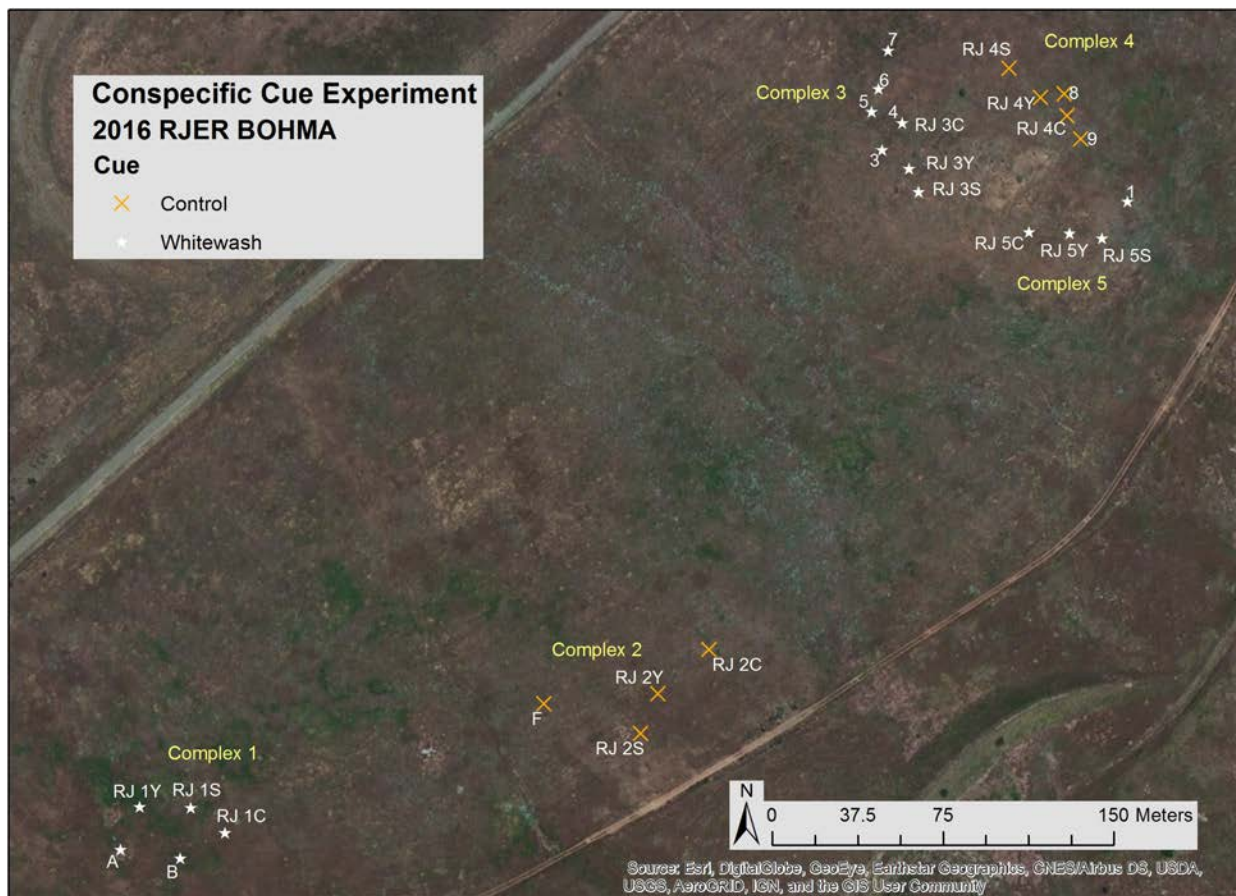 Conspecific Cue Experiment
2016 RJER BOHMA
Cue
Control
Whitewash
7
RJ 4S
Complex 4
Complex 3
6
5
4
RJ 3C
RJ 4Y
8
RJ 4C
9
3
RJ 3Y
RJ 3S
1
RJ 5C
RJ 5Y
RJ 5S
Complex 5
Complex 2
RJ 2C
RJ 2Y
F
RJ 2S
Complex 1
RJ 1Y
RJ 1S
RJ 1C
A
B
N
0 37.5 75 150 Meters
Source: Esri, DigitalGlobe, GeoEye, Earthstar Geographics, CNES/Airbus DS, USDA,
USGS, AeroGRID, IGN, and the GIS User Community